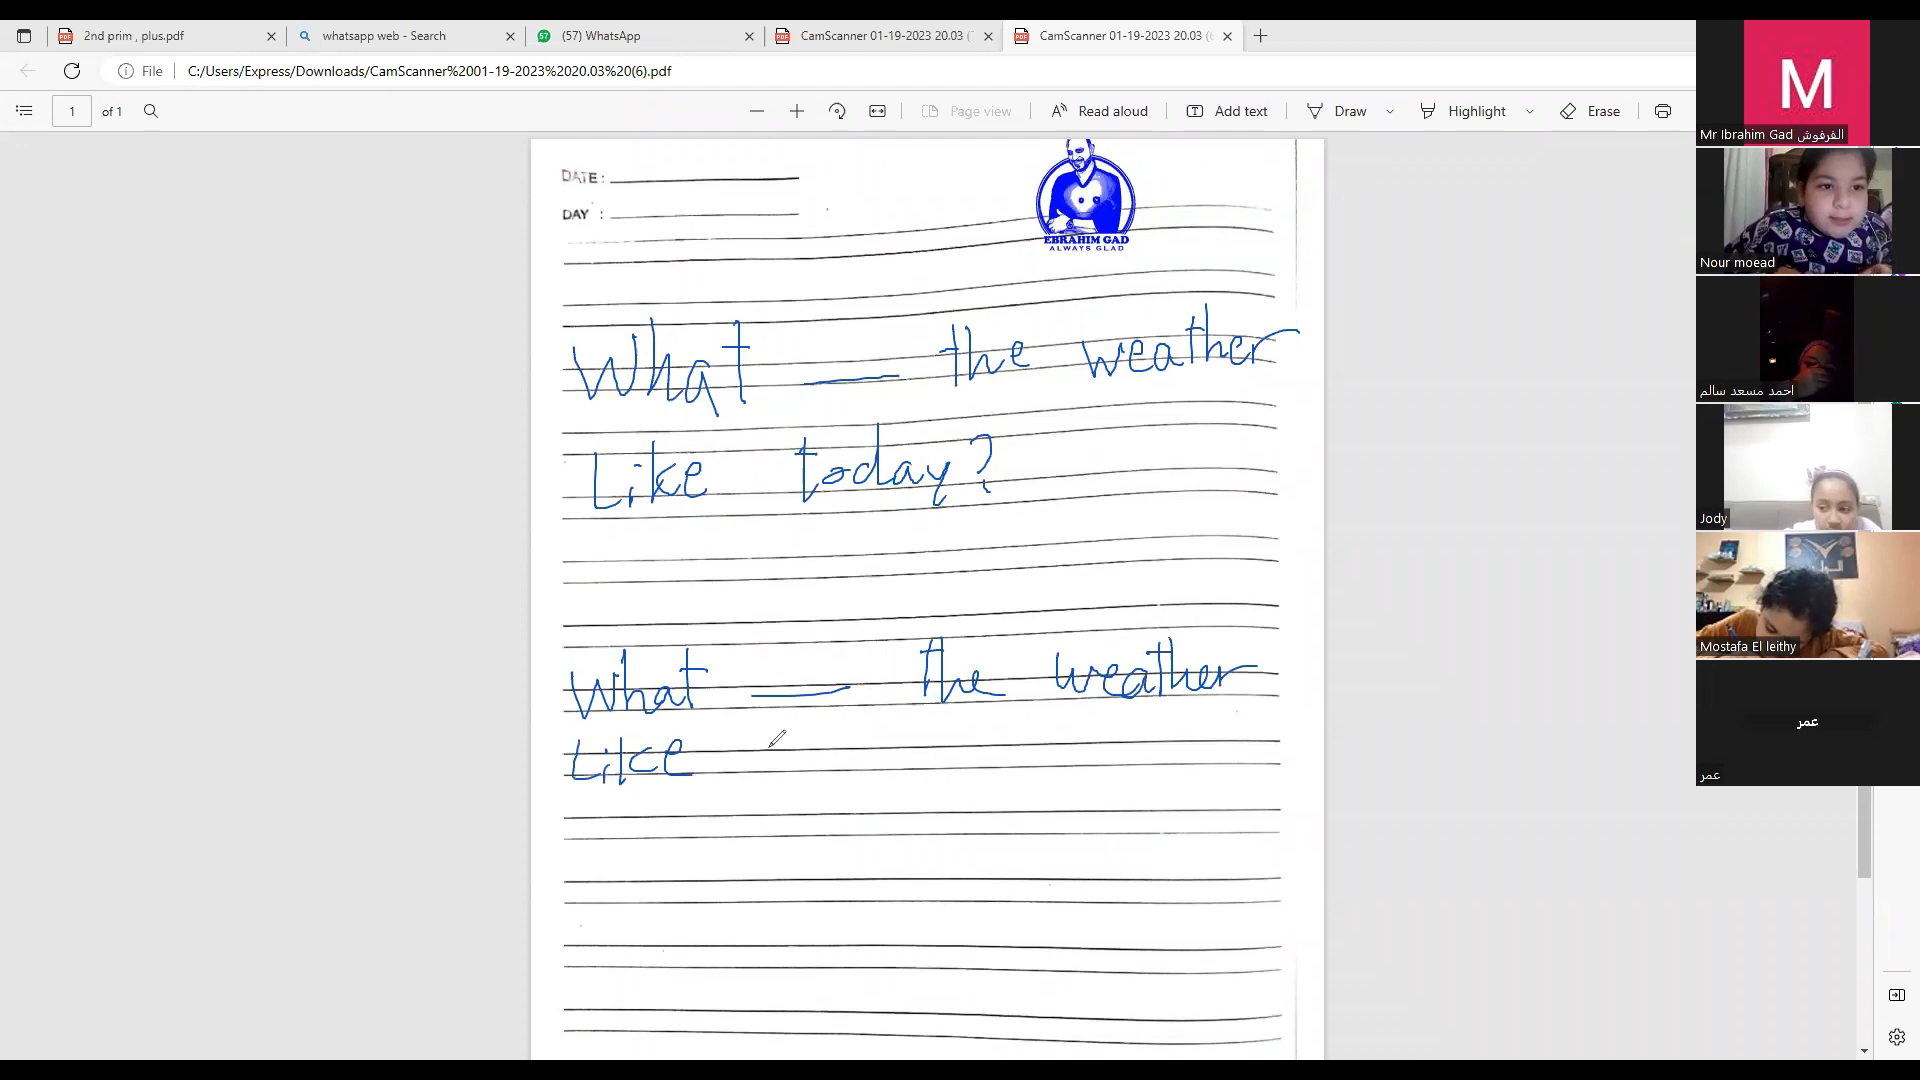 2nd prim , plus.pdf
whatsapp web - Search
57
(57) WhatsApp
CamScanner 01-19-2023 20.03 (
CamScanner 01-19-2023 20.03 (
File
C:/Users/Express/Downloads/CamScanner%2001-19-2023%2020.03%20(6).pdf
1 of 1
Page view
Read aloud
Add text
Draw
Highlight
Erase
DATE :
DAY :
EBRAHIM GAD
ALWAYS GLAD
What ___ the weather
Like today?
What ___ the weather
Like
M
Mr Ibrahim Gad الفرفوش
Nour moead
احمد مسعد سالم
Jody
Mostafa El leithy
عمر
عمر